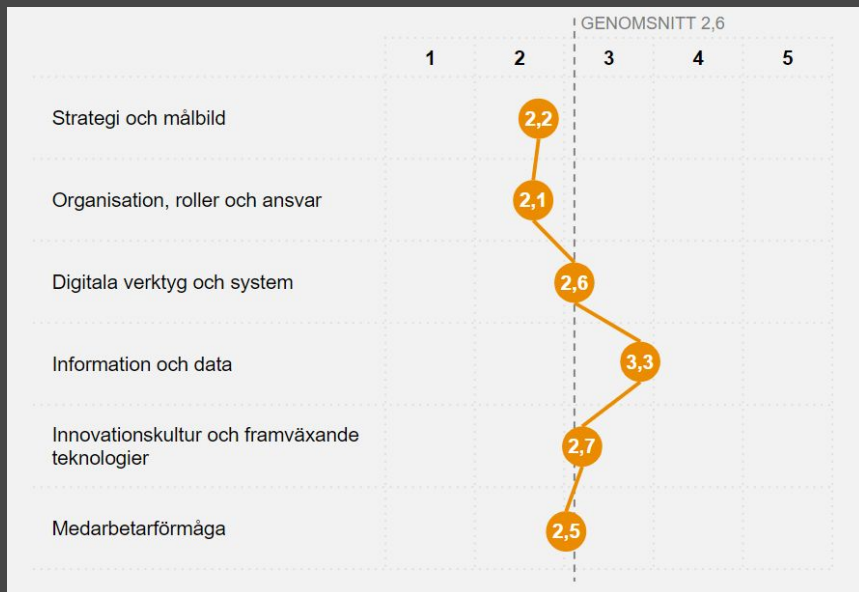 GENOMSNITT 2,6
1 2 3 4 5
Strategi och målbild 2,2
Organisation, roller och ansvar 2,1
Digitala verktyg och system 2,6
Information och data 3,3
Innovationskultur och framväxande
teknologier 2,7
Medarbetarförmåga 2,5